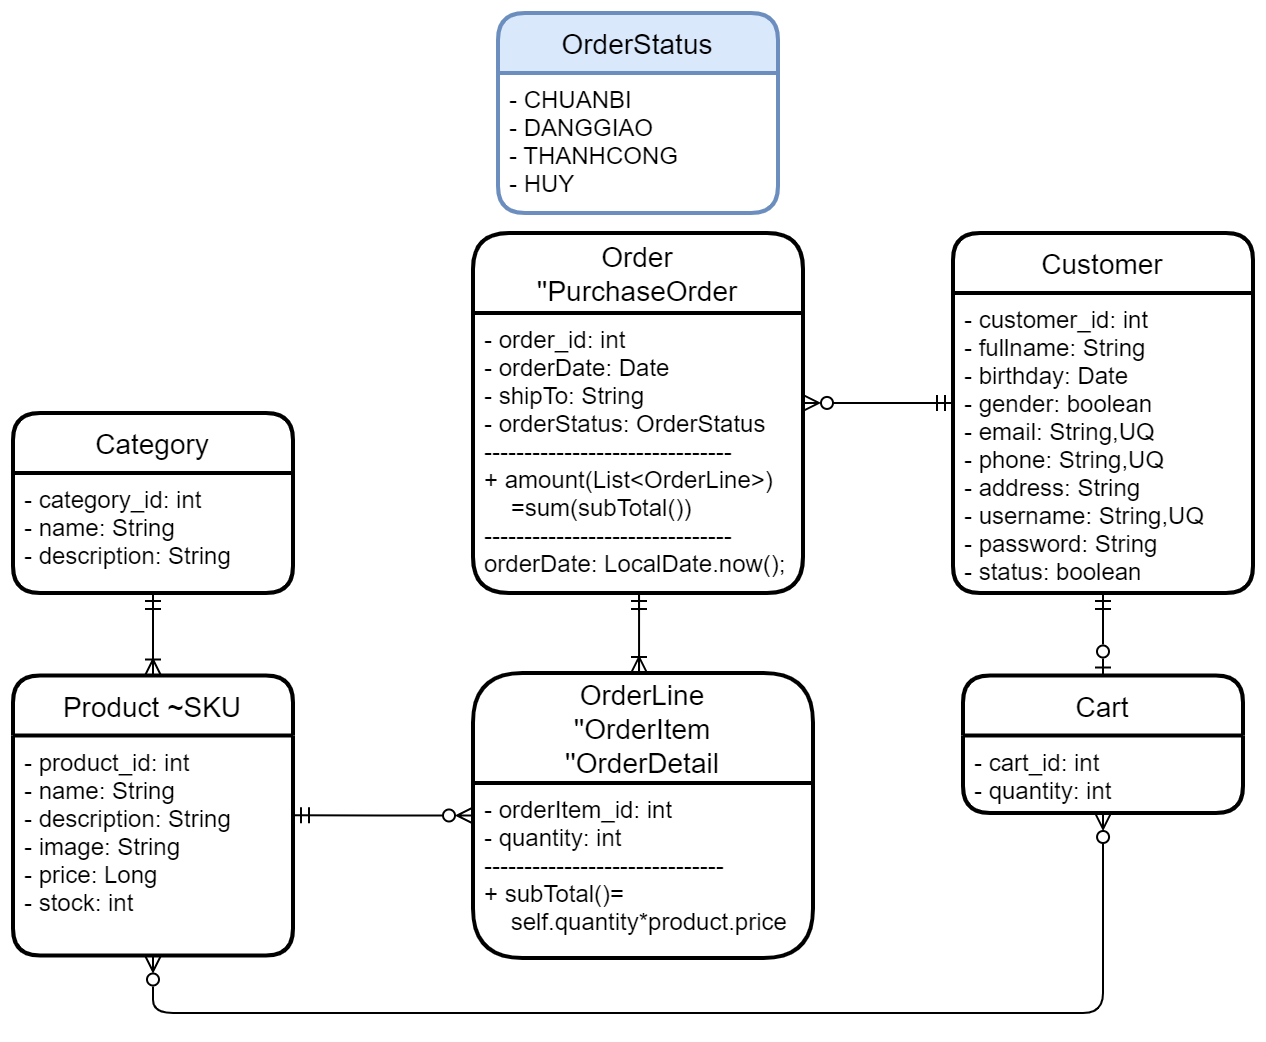 OrderStatus
- CHUANBI
- DANGGIAO
- THANHCONG
- HUY
Order
"PurchaseOrder
- order_id: int
- orderDate: Date
- shipTo: String
- orderStatus: OrderStatus
-------------------------------
+ amount(List<OrderLine>)
=sum(subTotal())
-------------------------------
orderDate: LocalDate.now();
Customer
- customer_id: int
- fullname: String
- birthday: Date
- gender: boolean
- email: String,UQ
- phone: String,UQ
- address: String
- username: String,UQ
- password: String
- status: boolean
Category
- category_id: int
- name: String
- description: String
Product ~SKU
- product_id: int
- name: String
- description: String
- image: String
- price: Long
- stock: int
OrderLine
"OrderItem
"OrderDetail
- orderItem_id: int
- quantity: int
------------------------------
+ subTotal()=
self.quantity*product.price
Cart
- cart_id: int
- quantity: int